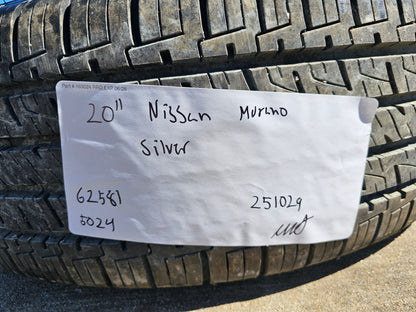 20" Nissan Murano
Silver
62581 251029
5024